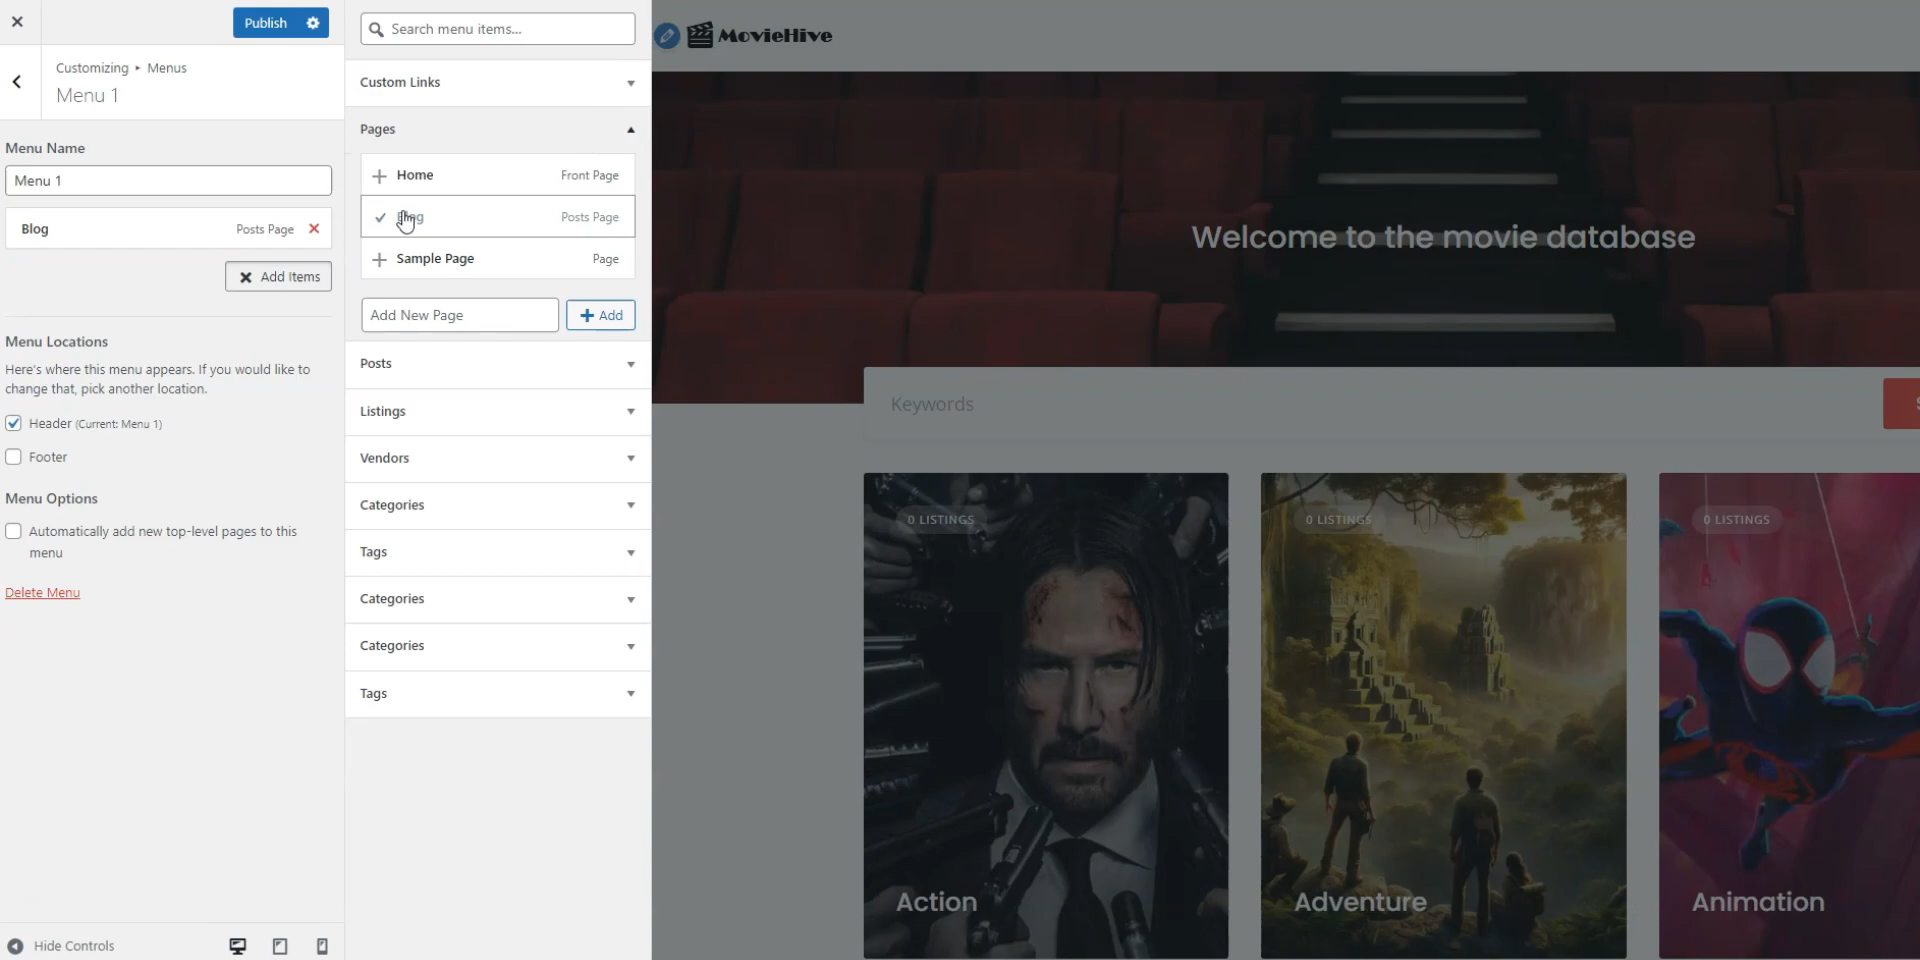 Publish
Customizing ▸ Menus
Menu 1
Menu Name
Menu 1
Blog Posts Page
Add Items
Menu Locations
Here's where this menu appears. If you would like to
change that, pick another location.
Header (Current: Menu 1)
Footer
Menu Options
Automatically add new top-level pages to this
menu
Delete Menu
Hide Controls
Search menu items...
Custom Links
Pages
Home Front Page
Blog Posts Page
Sample Page Page
Add New Page Add
Posts
Listings
Vendors
Categories
Tags
Categories
Categories
Tags
MovieHive
Welcome to the movie database
Keywords
0 LISTINGS
Action
0 LISTINGS
Adventure
0 LISTINGS
Animation